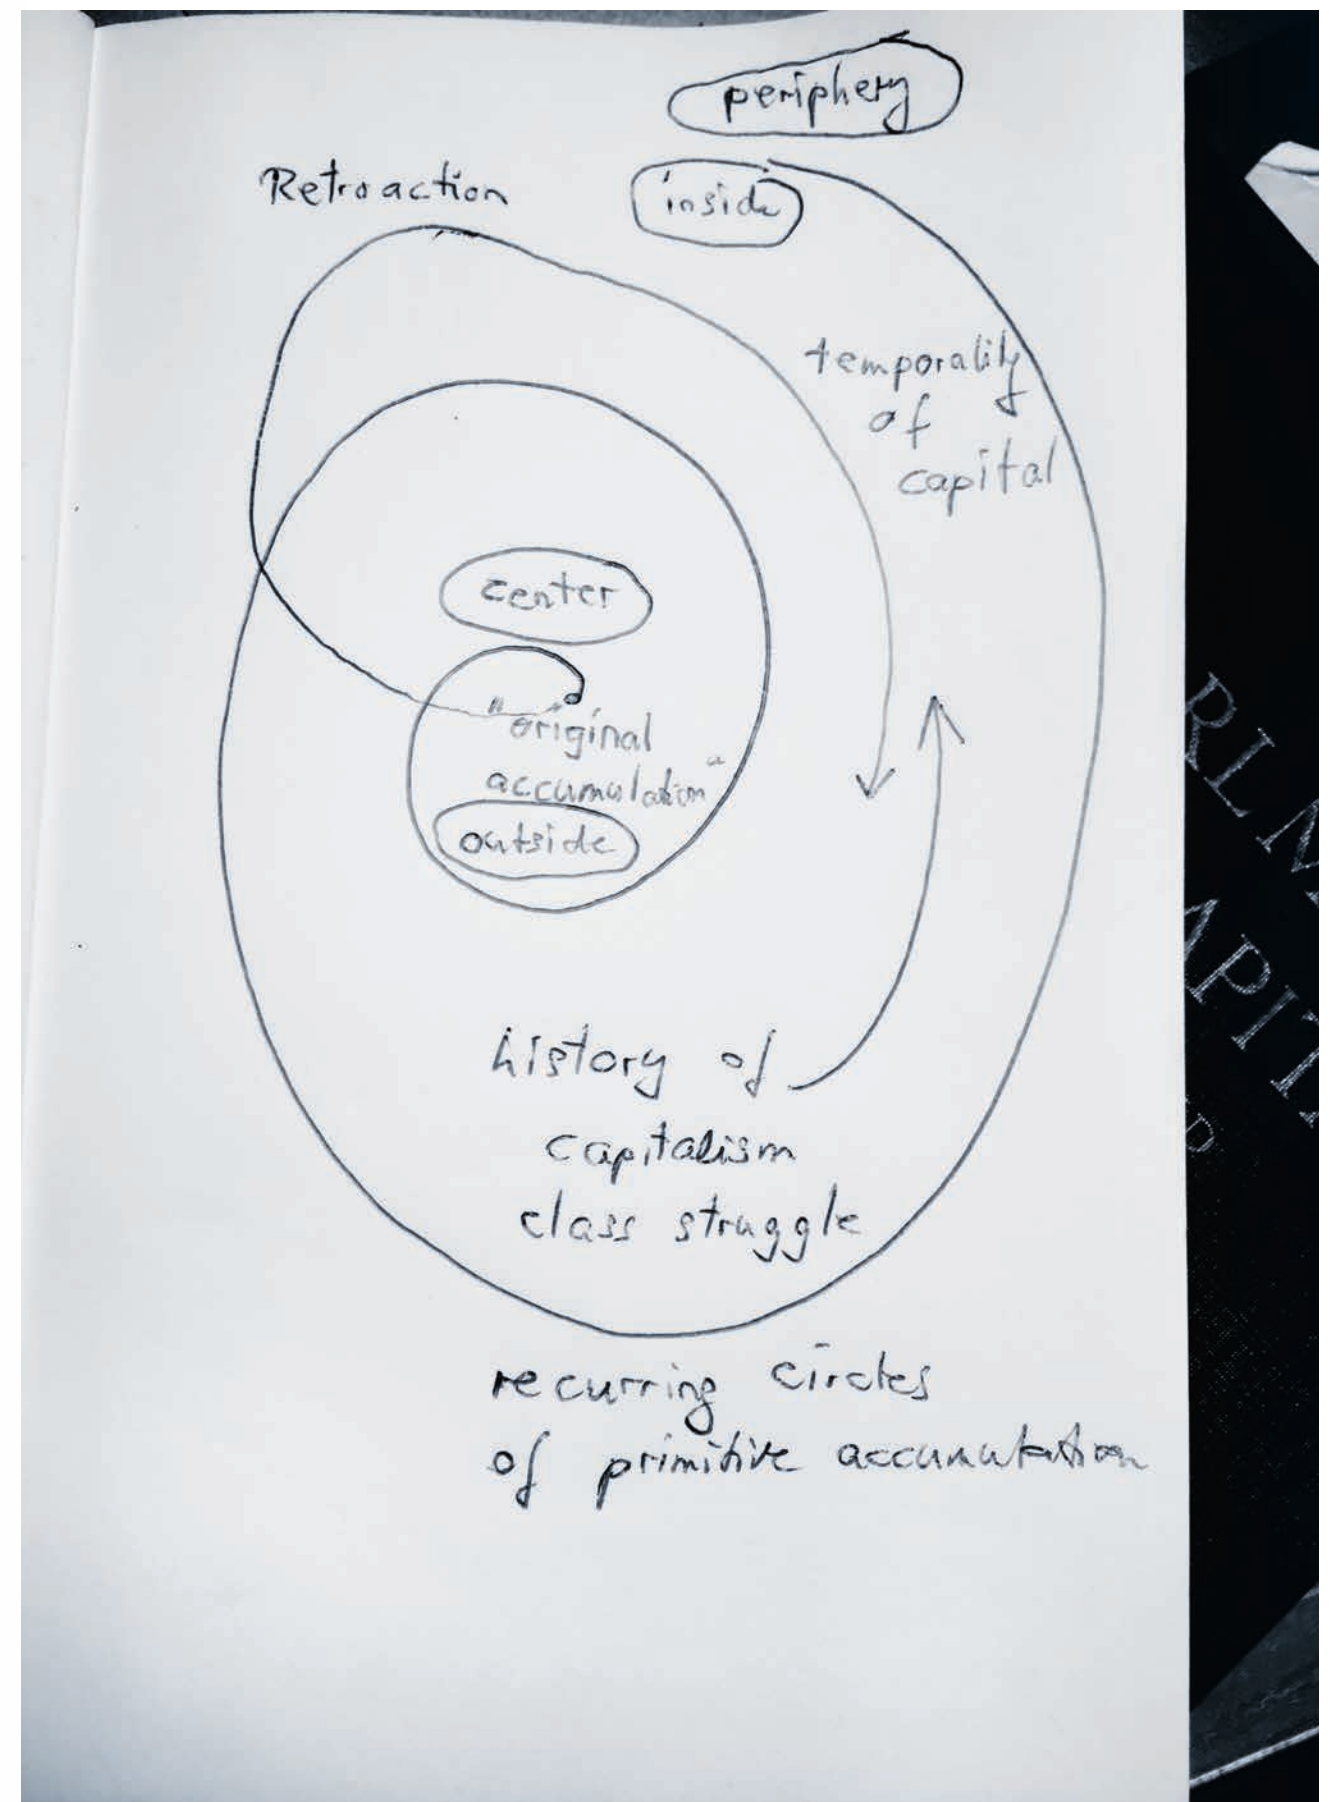 periphery
Retroaction
inside
temporality
of
capital
center
"original
accumulation"
outside
history of
capitalism
class struggle
recurring circles
of primitive accumulation